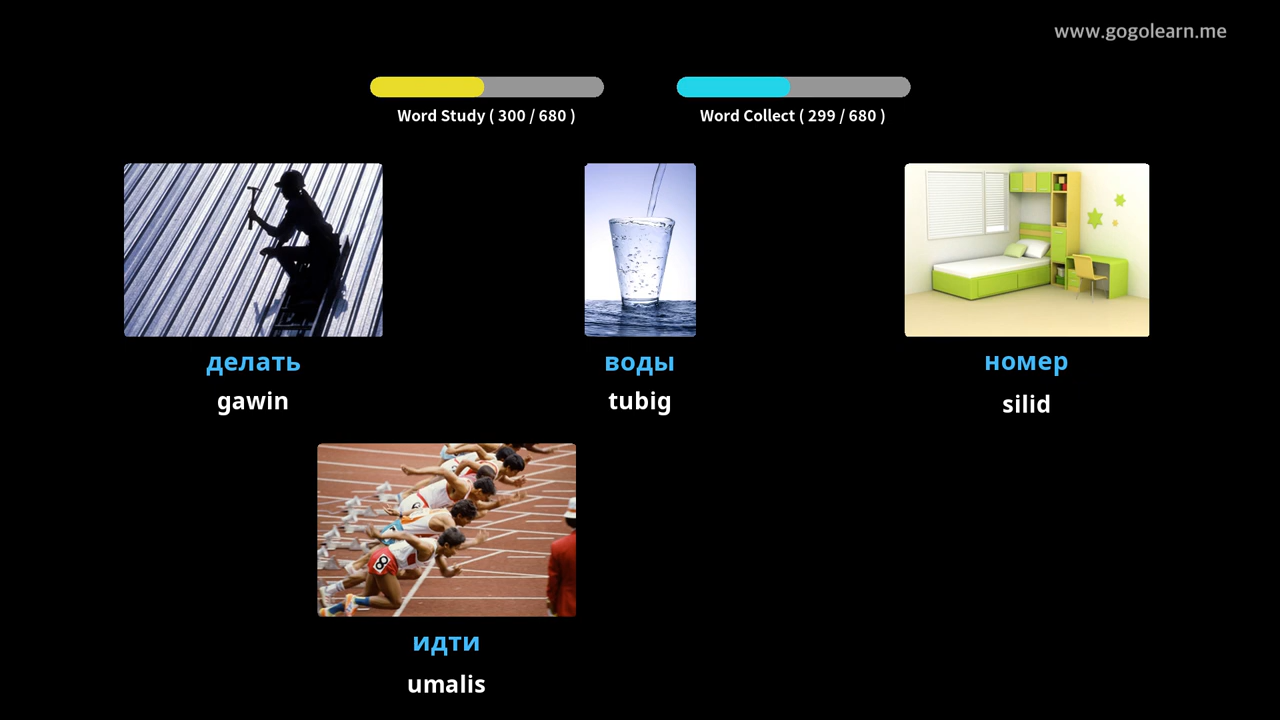 www.gogolearn.me
Word Study ( 300 / 680 )
Word Collect ( 299 / 680 )
делать
gawin
воды
tubig
номер
silid
8
идти
umalis